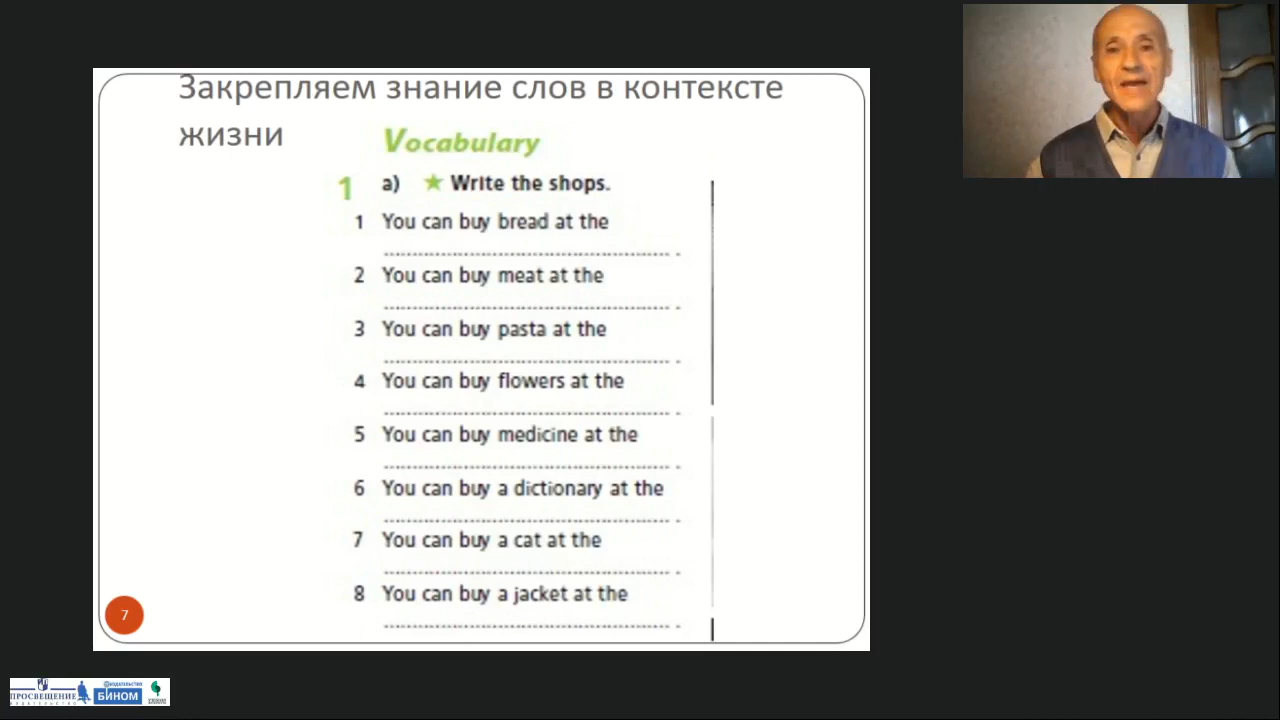 Закрепляем знание слов в контексте
жизни
Vocabulary
1 a) ★ Write the shops.
1 You can buy bread at the
.................................................. .
2 You can buy meat at the
.................................................. .
3 You can buy pasta at the
.................................................. .
4 You can buy flowers at the
.................................................. .
5 You can buy medicine at the
.................................................. .
6 You can buy a dictionary at the
.................................................. .
7 You can buy a cat at the
.................................................. .
8 You can buy a jacket at the
.................................................. .
7
ПРОСВЕЩЕНИЕ
ИЗДАТЕЛЬСТВО
БИНОМ